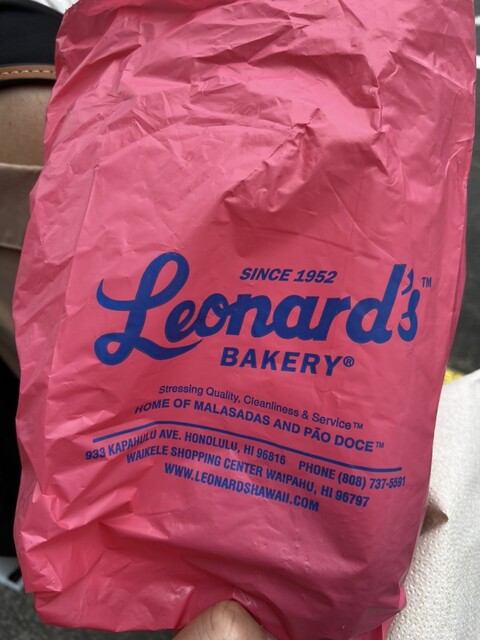 SINCE 1952
Leonard's™
BAKERY®
Stressing Quality, Cleanliness & Service™
HOME OF MALASADAS AND PÃO DOCE™
933 KAPAHULU AVE. HONOLULU, HI 96816 PHONE (808) 737-5591
WAIKELE SHOPPING CENTER WAIPAHU, HI 96797
WWW.LEONARDSHAWAII.COM